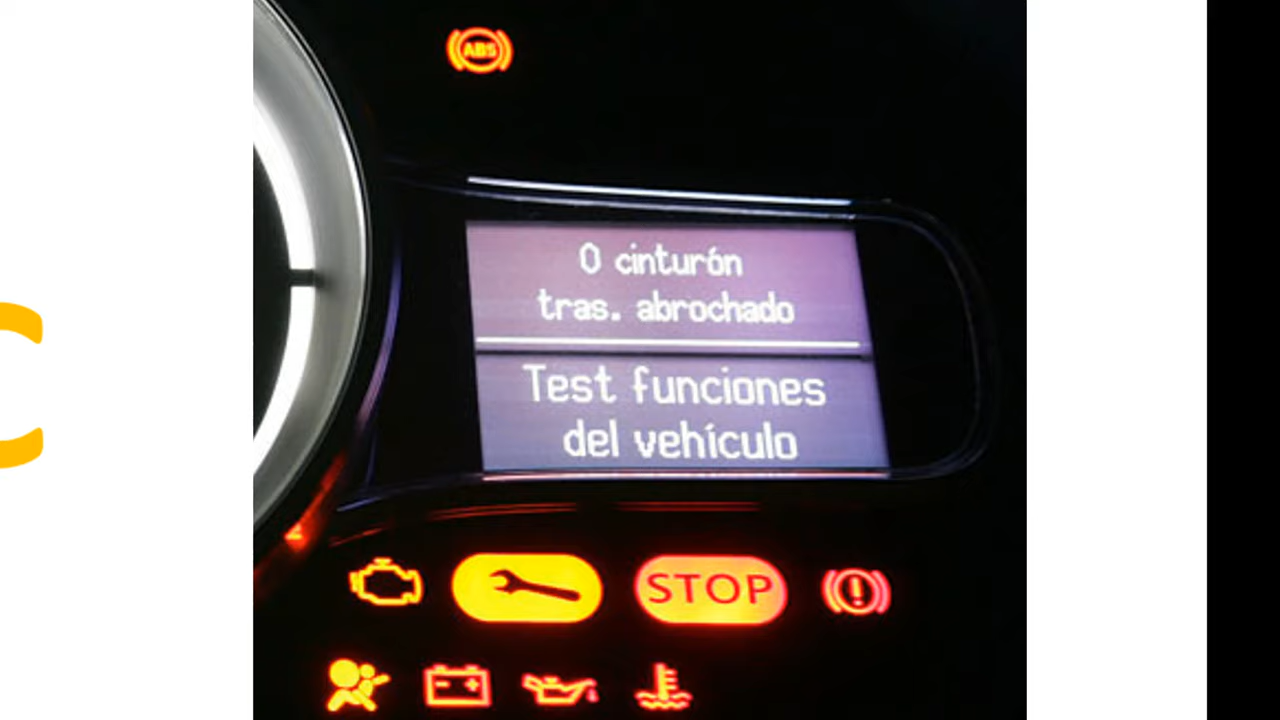 ABS
0 cinturón
tras. abrochado
Test funciones
del vehículo
STOP